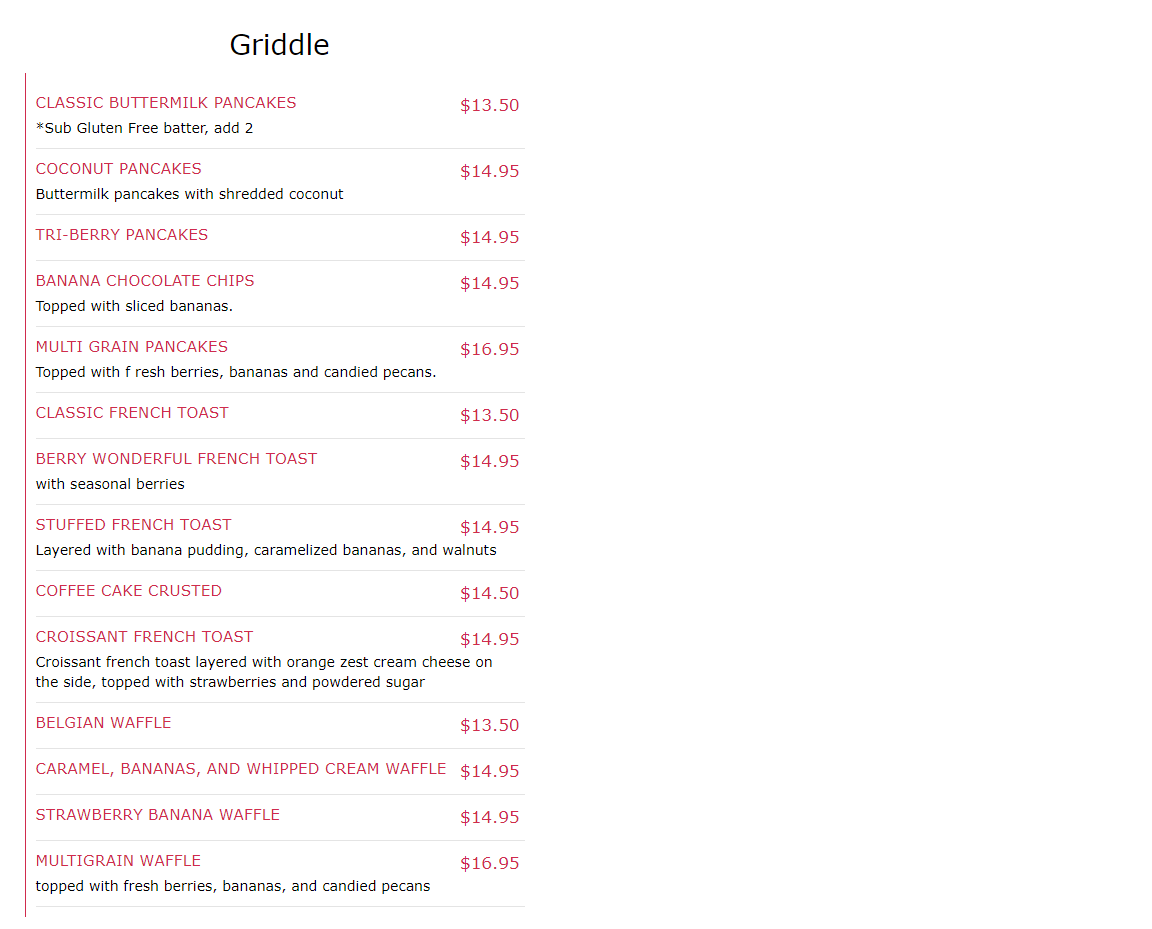 Griddle
CLASSIC BUTTERMILK PANCAKES $13.50
*Sub Gluten Free batter, add 2
COCONUT PANCAKES $14.95
Buttermilk pancakes with shredded coconut
TRI-BERRY PANCAKES $14.95
BANANA CHOCOLATE CHIPS $14.95
Topped with sliced bananas.
MULTI GRAIN PANCAKES $16.95
Topped with f resh berries, bananas and candied pecans.
CLASSIC FRENCH TOAST $13.50
BERRY WONDERFUL FRENCH TOAST $14.95
with seasonal berries
STUFFED FRENCH TOAST $14.95
Layered with banana pudding, caramelized bananas, and walnuts
COFFEE CAKE CRUSTED $14.50
CROISSANT FRENCH TOAST $14.95
Croissant french toast layered with orange zest cream cheese on
the side, topped with strawberries and powdered sugar
BELGIAN WAFFLE $13.50
CARAMEL, BANANAS, AND WHIPPED CREAM WAFFLE $14.95
STRAWBERRY BANANA WAFFLE $14.95
MULTIGRAIN WAFFLE $16.95
topped with fresh berries, bananas, and candied pecans